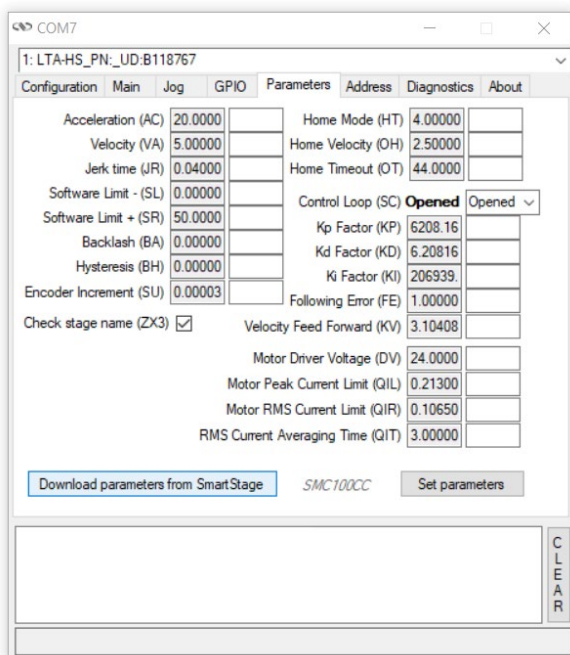 COM7
1: LTA-HS_PN:_UD:B118767
Configuration Main Jog GPIO Parameters Address Diagnostics About
Acceleration (AC) 20.0000
Velocity (VA) 5.00000
Jerk time (JR) 0.04000
Software Limit - (SL) 0.00000
Software Limit + (SR) 50.0000
Backlash (BA) 0.00000
Hysteresis (BH) 0.00000
Encoder Increment (SU) 0.00003
Check stage name (ZX3)
Home Mode (HT) 4.00000
Home Velocity (OH) 2.50000
Home Timeout (OT) 44.0000
Control Loop (SC) Opened Opened
Kp Factor (KP) 6208.16
Kd Factor (KD) 6.20816
Ki Factor (KI) 206939.
Following Error (FE) 1.00000
Velocity Feed Forward (KV) 3.10408
Motor Driver Voltage (DV) 24.0000
Motor Peak Current Limit (QIL) 0.21300
Motor RMS Current Limit (QIR) 0.10650
RMS Current Averaging Time (QIT) 3.00000
Download parameters from SmartStage SMC100CC Set parameters
CLEAR